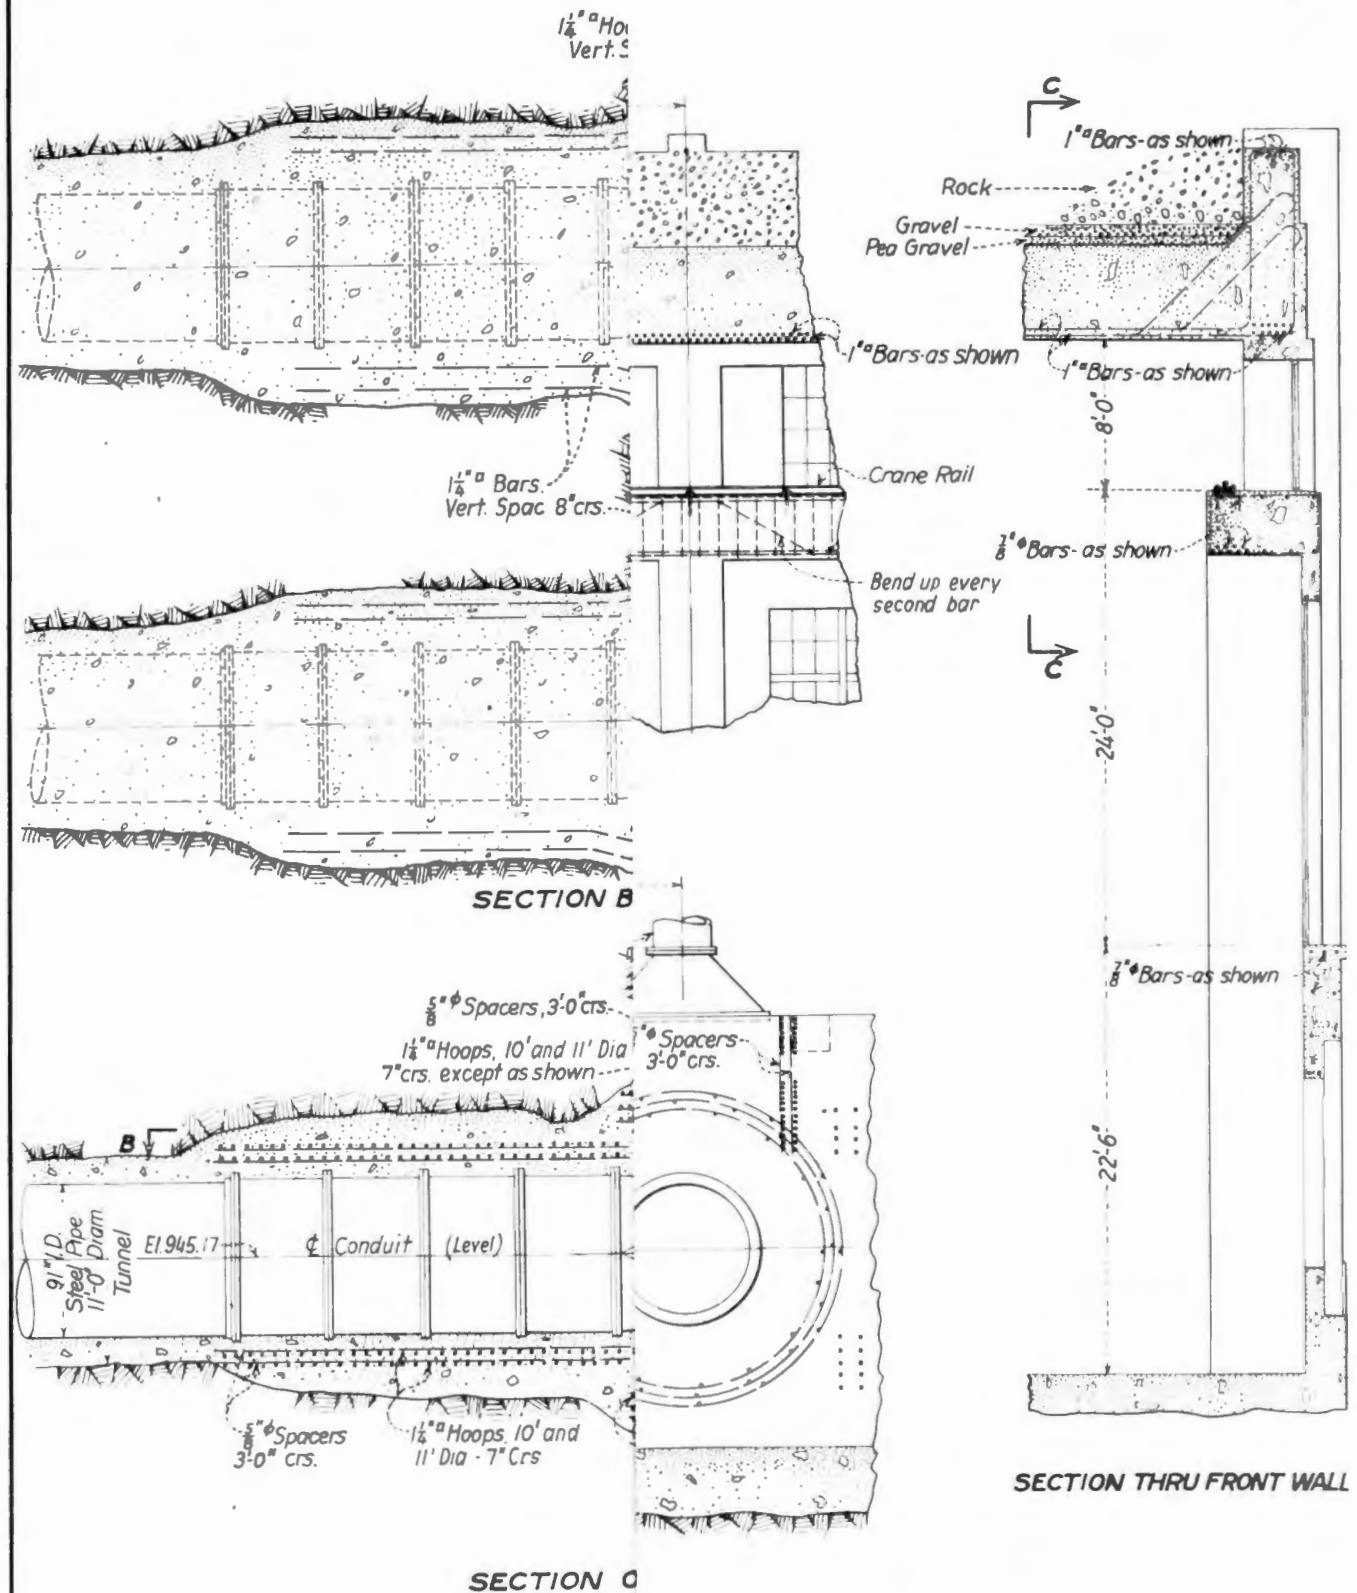 1¼"□ Hoo
Vert. S
C
1"□ Bars-as shown
Rock
Gravel
Pea Gravel
1"□ Bars-as shown
1"□ Bars-as shown
8'-0"
1¼"□ Bars.
Vert. Spac 8"crs.
Crane Rail
⅞"ϕ Bars-as shown
Bend up every
second bar
C
24'-0"
SECTION B
⅞"ϕ Bars-as shown
⅝"ϕ Spacers, 3'-0"crs.
1¼"□ Hoops, 10' and 11' Dia
7"crs. except as shown
"ϕ Spacers
3'-0" crs.
B
22'-6"
91" I.D.
Steel Pipe
11'-0" Diam.
Tunnel
El. 945.17
℄ Conduit (Level)
⅝"ϕ Spacers
3'-0" crs.
1¼"□ Hoops, 10' and
11' Dia - 7" Crs
SECTION THRU FRONT WALL
SECTION